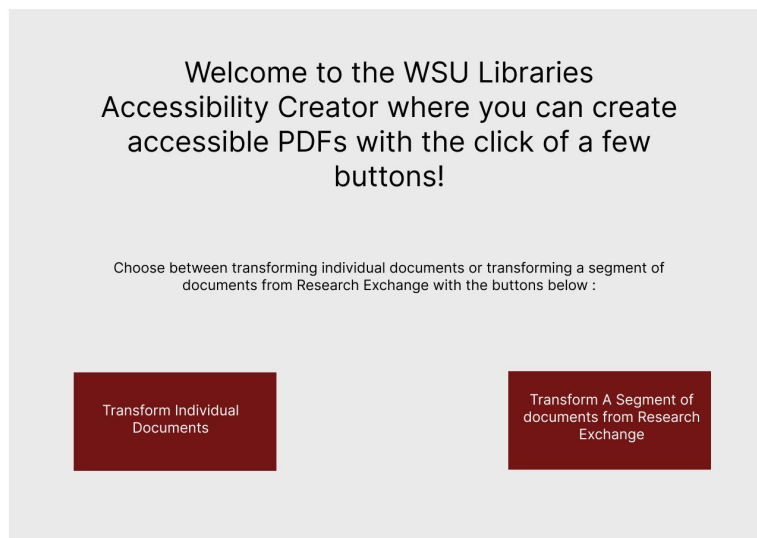 Welcome to the WSU Libraries
Accessibility Creator where you can create
accessible PDFs with the click of a few
buttons!
Choose between transforming individual documents or transforming a segment of
documents from Research Exchange with the buttons below :
Transform Individual
Documents
Transform A Segment of
documents from Research
Exchange